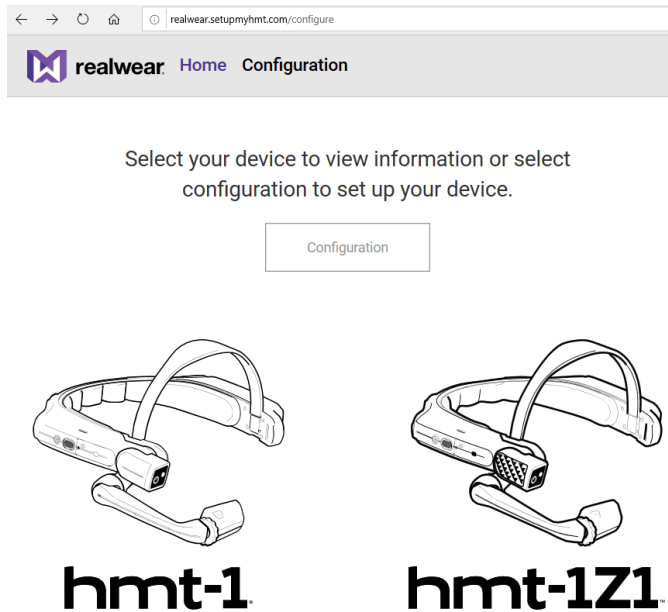 realwear.setupmyhmt.com/configure
realwear. Home Configuration
Select your device to view information or select
configuration to set up your device.
Configuration
hmt-1.
hmt-1Z1™